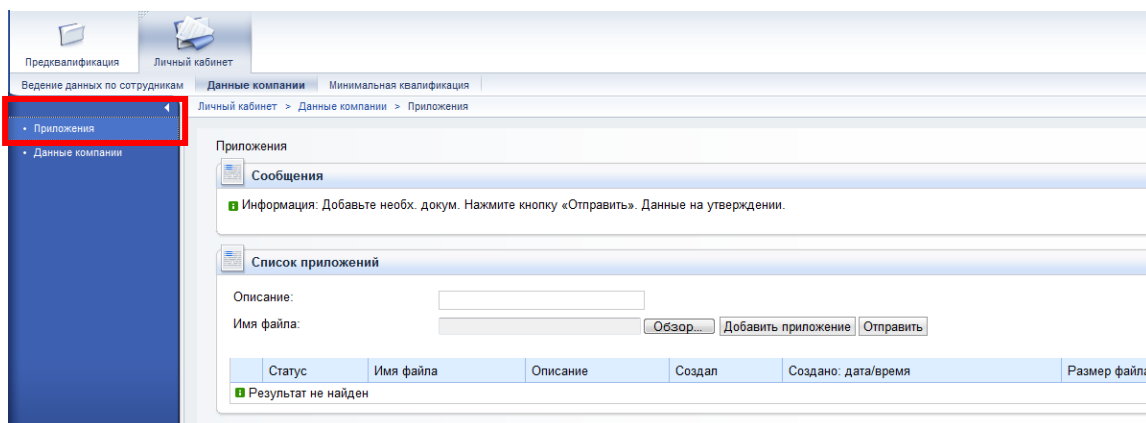 Предквалификация
Личный кабинет
Ведение данных по сотрудникам Данные компании Минимальная квалификация
Личный кабинет > Данные компании > Приложения
• Приложения
• Данные компании
Приложения
Сообщения
Информация: Добавьте необх. докум. Нажмите кнопку «Отправить». Данные на утверждении.
Список приложений
Описание:
Имя файла: Обзор... Добавить приложение Отправить
Статус Имя файла Описание Создал Создано: дата/время Размер файла
Результат не найден